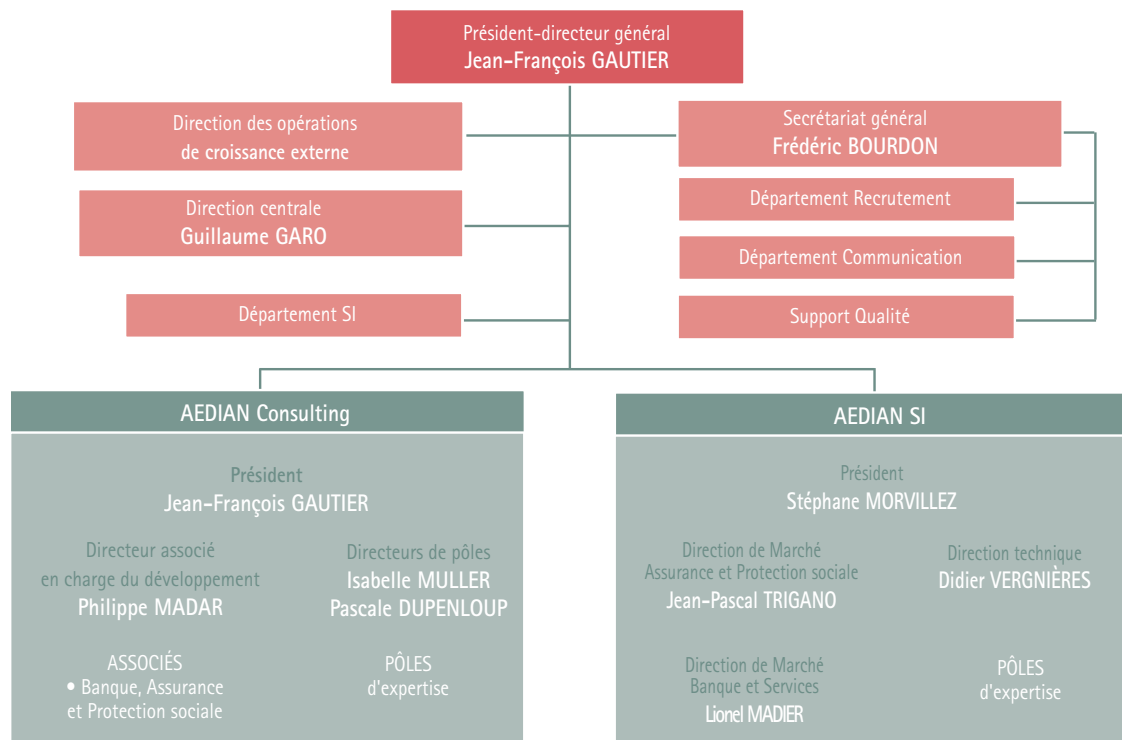 Président-directeur général
Jean-François GAUTIER
Direction des opérations
de croissance externe
Secrétariat général
Frédéric BOURDON
Direction centrale
Guillaume GARO
Département Recrutement
Département Communication
Département SI
Support Qualité
AEDIAN Consulting
Président
Jean-François GAUTIER
Directeur associé
en charge du développement
Philippe MADAR
Directeurs de pôles
Isabelle MULLER
Pascale DUPENLOUP
ASSOCIÉS
• Banque, Assurance
et Protection sociale
PÔLES
d'expertise
AEDIAN SI
Président
Stéphane MORVILLEZ
Direction de Marché
Assurance et Protection sociale
Jean-Pascal TRIGANO
Direction technique
Didier VERGNIÈRES
Direction de Marché
Banque et Services
Lionel MADIER
PÔLES
d'expertise